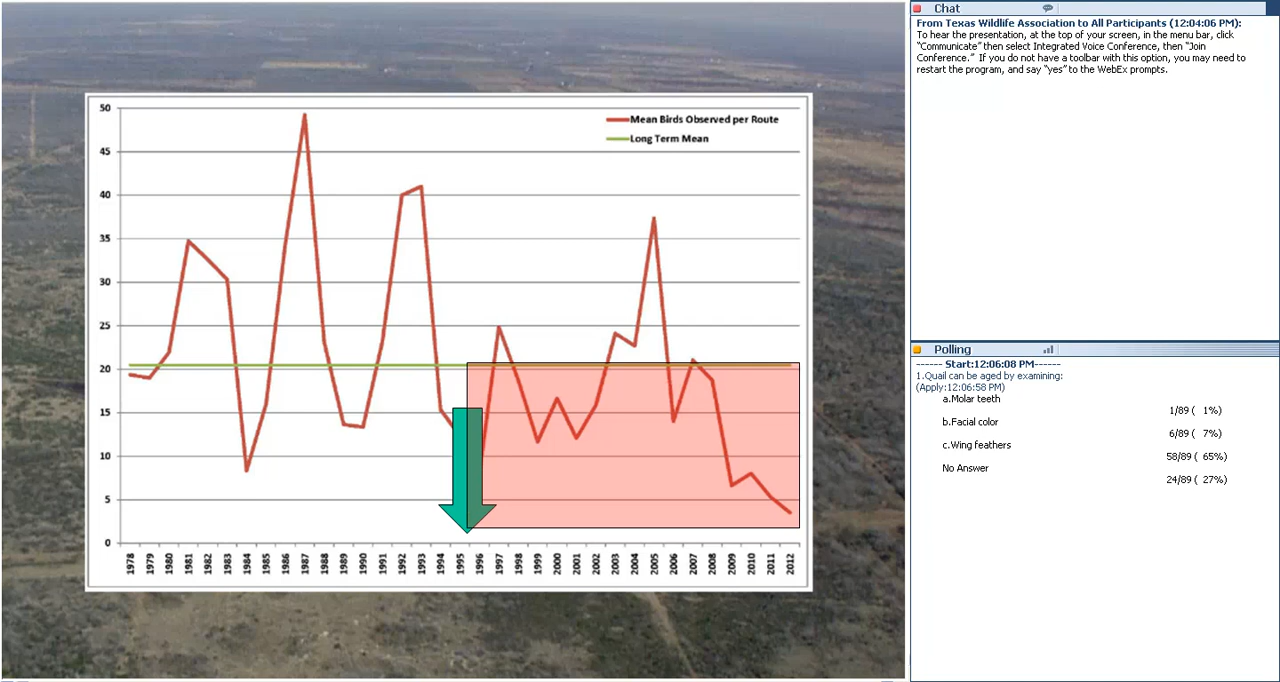 50
45
40
35
30
25
20
15
10
5
0
Mean Birds Observed per Route
Long Term Mean
1978 1979 1980 1981 1982 1983 1984 1985 1986 1987 1988 1989 1990 1991 1992 1993 1994 1995 1996 1997 1998 1999 2000 2001 2002 2003 2004 2005 2006 2007 2008 2009 2010 2011 2012
Chat
From Texas Wildlife Association to All Participants (12:04:06 PM):
To hear the presentation, at the top of your screen, in the menu bar, click
"Communicate" then select Integrated Voice Conference, then "Join
Conference." If you do not have a toolbar with this option, you may need to
restart the program, and say "yes" to the WebEx prompts.
Polling
------ Start:12:06:08 PM------
1.Quail can be aged by examining:
(Apply:12:06:58 PM)
a.Molar teeth
1/89 ( 1%)
b.Facial color
6/89 ( 7%)
c.Wing feathers
58/89 ( 65%)
No Answer
24/89 ( 27%)